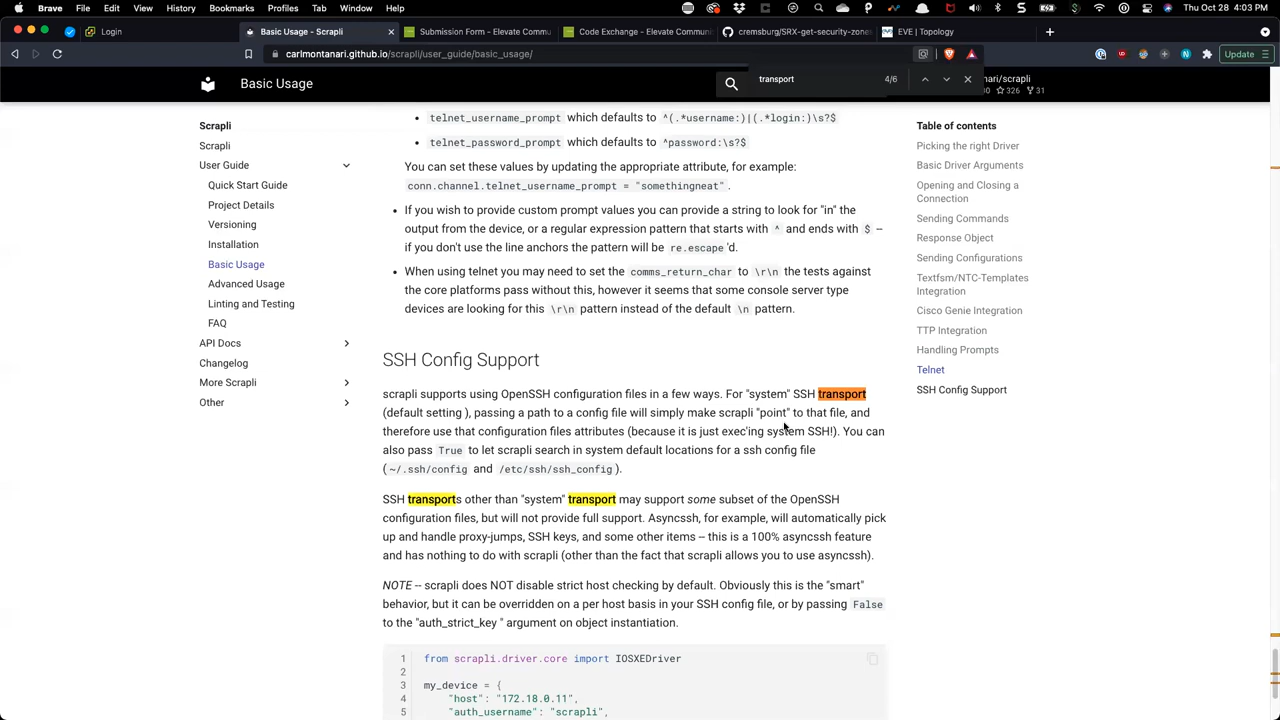 Brave File Edit View History Bookmarks Profiles Tab Window Help
Thu Oct 28 4:03 PM
Login
Basic Usage - Scrapli
Submission Form - Elevate Commu
Code Exchange - Elevate Commun
cremsburg/SRX-get-security-zone
EVE | Topology
carlmontanari.github.io/scrapli/user_guide/basic_usage/
Update
Basic Usage
transport 4/6
nari/scrapli
326 31
Scrapli
Scrapli
User Guide
Quick Start Guide
Project Details
Versioning
Installation
Basic Usage
Advanced Usage
Linting and Testing
FAQ
API Docs
Changelog
More Scrapli
Other
• telnet_username_prompt which defaults to ^(.*username:)|(.*login:)\s?$
• telnet_password_prompt which defaults to ^password:\s?$
You can set these values by updating the appropriate attribute, for example:
conn.channel.telnet_username_prompt = "somethingneat".
• If you wish to provide custom prompt values you can provide a string to look for "in" the
output from the device, or a regular expression pattern that starts with ^ and ends with $ --
if you don't use the line anchors the pattern will be re.escape 'd.
• When using telnet you may need to set the comms_return_char to \r\n the tests against
the core platforms pass without this, however it seems that some console server type
devices are looking for this \r\n pattern instead of the default \n pattern.
SSH Config Support
scrapli supports using OpenSSH configuration files in a few ways. For "system" SSH transport
(default setting ), passing a path to a config file will simply make scrapli "point" to that file, and
therefore use that configuration files attributes (because it is just exec'ing system SSH!). You can
also pass True to let scrapli search in system default locations for a ssh config file
(~/.ssh/config and /etc/ssh/ssh_config).
SSH transports other than "system" transport may support some subset of the OpenSSH
configuration files, but will not provide full support. Asyncssh, for example, will automatically pick
up and handle proxy-jumps, SSH keys, and some other items -- this is a 100% asyncssh feature
and has nothing to do with scrapli (other than the fact that scrapli allows you to use asyncssh).
NOTE -- scrapli does NOT disable strict host checking by default. Obviously this is the "smart"
behavior, but it can be overridden on a per host basis in your SSH config file, or by passing False
to the "auth_strict_key " argument on object instantiation.
1 from scrapli.driver.core import IOSXEDriver
2
3 my_device = {
4 "host": "172.18.0.11",
5 "auth_username": "scrapli",
Table of contents
Picking the right Driver
Basic Driver Arguments
Opening and Closing a
Connection
Sending Commands
Response Object
Sending Configurations
Textfsm/NTC-Templates
Integration
Cisco Genie Integration
TTP Integration
Handling Prompts
Telnet
SSH Config Support